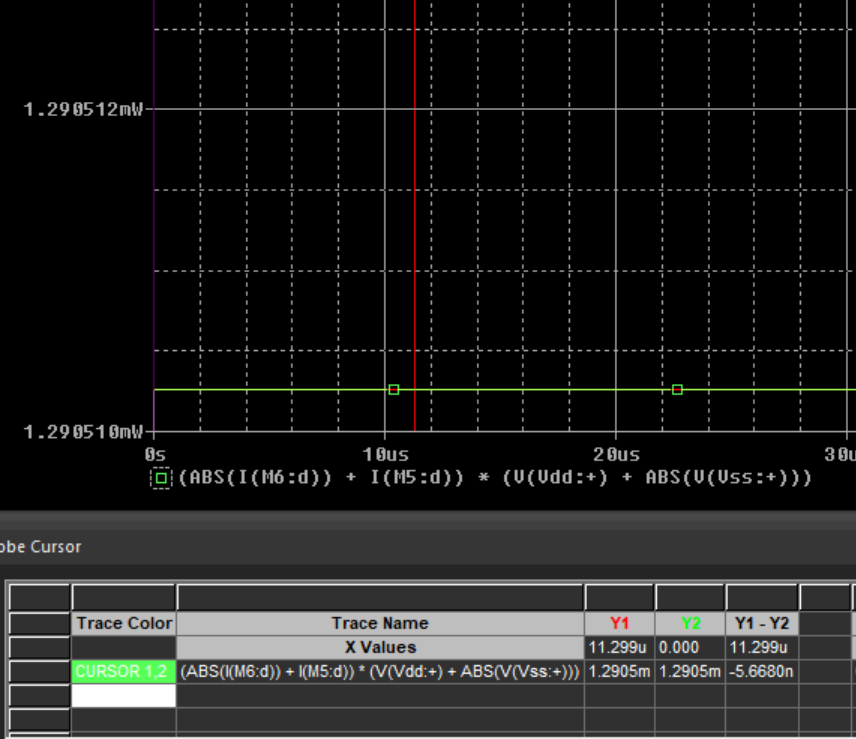 1.290512mW
1.290510mW
0s 10us 20us 30u
(ABS(I(M6:d)) + I(M5:d)) * (V(Vdd:+) + ABS(V(Vss:+)))
obe Cursor
Trace Color Trace Name Y1 Y2 Y1 - Y2
X Values 11.299u 0.000 11.299u
CURSOR 1,2 (ABS(I(M6:d)) + I(M5:d)) * (V(Vdd:+) + ABS(V(Vss:+))) 1.2905m 1.2905m -5.6680n